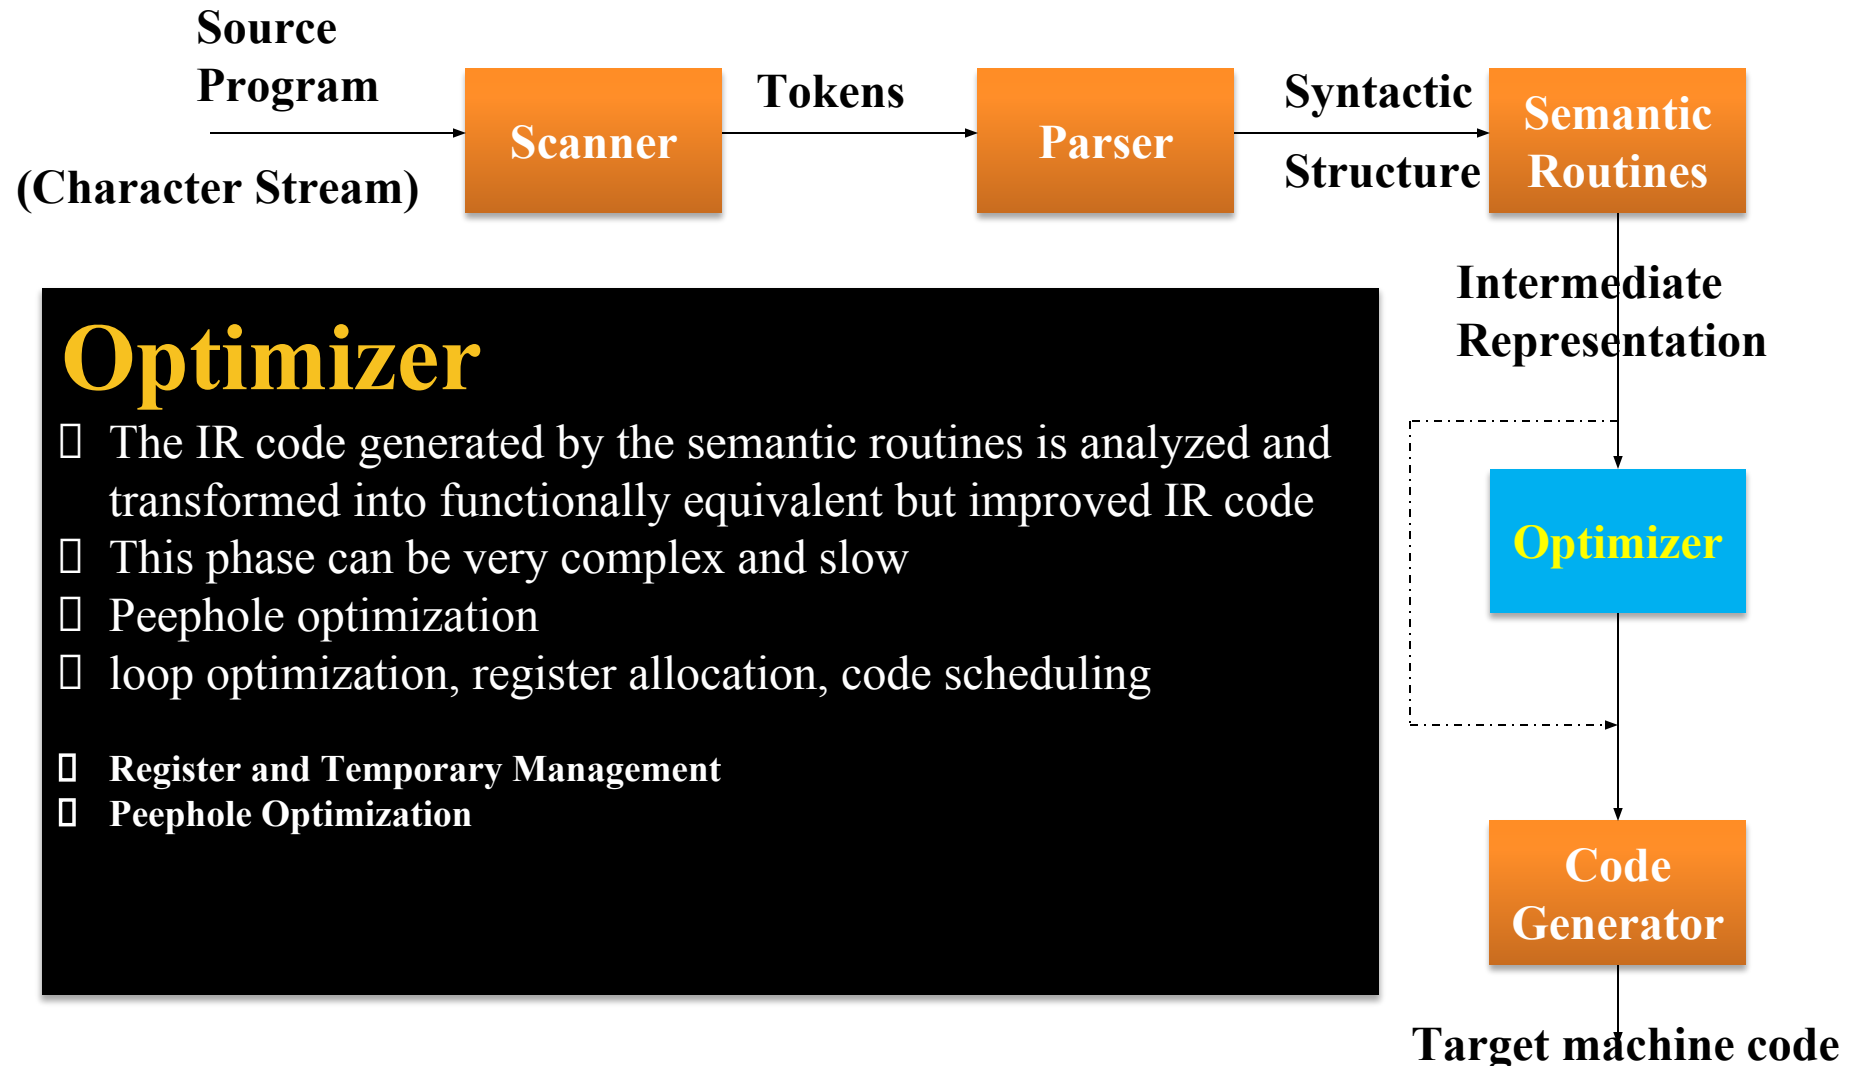 Source
Program
(Character Stream)
Scanner
Tokens
Parser
Syntactic
Structure
Semantic
Routines
Intermediate
Representation
Optimizer
The IR code generated by the semantic routines is analyzed and
transformed into functionally equivalent but improved IR code
This phase can be very complex and slow
Peephole optimization
loop optimization, register allocation, code scheduling
Register and Temporary Management
Peephole Optimization
Optimizer
Code
Generator
Target machine code